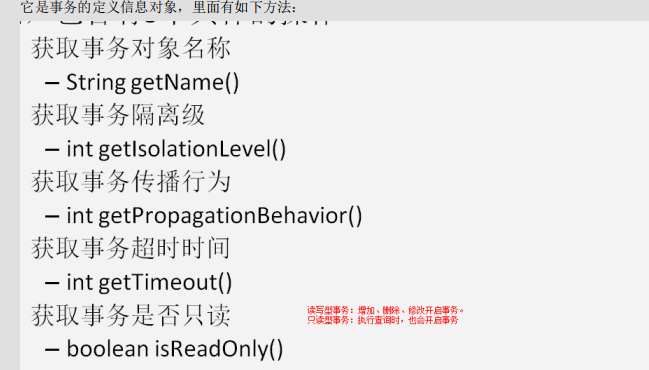 它是事务的定义信息对象，里面有如下方法：
获取事务对象名称
– String getName()
获取事务隔离级
– int getIsolationLevel()
获取事务传播行为
– int getPropagationBehavior()
获取事务超时时间
– int getTimeout()
获取事务是否只读
读写型事务：增加、删除、修改开启事务。
只读型事务：执行查询时，也会开启事务
– boolean isReadOnly()